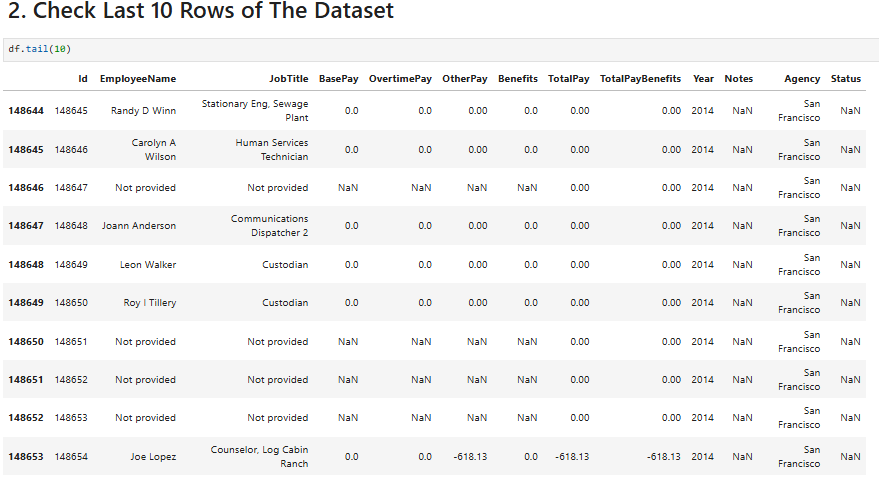 2. Check Last 10 Rows of The Dataset
df.tail(10)
Id EmployeeName JobTitle BasePay OvertimePay OtherPay Benefits TotalPay TotalPayBenefits Year Notes Agency Status
148644 148645 Randy D Winn Stationary Eng, Sewage Plant 0.0 0.0 0.00 0.0 0.00 0.00 2014 NaN San Francisco NaN
148645 148646 Carolyn A Wilson Human Services Technician 0.0 0.0 0.00 0.0 0.00 0.00 2014 NaN San Francisco NaN
148646 148647 Not provided Not provided NaN NaN NaN NaN 0.00 0.00 2014 NaN San Francisco NaN
148647 148648 Joann Anderson Communications Dispatcher 2 0.0 0.0 0.00 0.0 0.00 0.00 2014 NaN San Francisco NaN
148648 148649 Leon Walker Custodian 0.0 0.0 0.00 0.0 0.00 0.00 2014 NaN San Francisco NaN
148649 148650 Roy I Tillery Custodian 0.0 0.0 0.00 0.0 0.00 0.00 2014 NaN San Francisco NaN
148650 148651 Not provided Not provided NaN NaN NaN NaN 0.00 0.00 2014 NaN San Francisco NaN
148651 148652 Not provided Not provided NaN NaN NaN NaN 0.00 0.00 2014 NaN San Francisco NaN
148652 148653 Not provided Not provided NaN NaN NaN NaN 0.00 0.00 2014 NaN San Francisco NaN
148653 148654 Joe Lopez Counselor, Log Cabin Ranch 0.0 0.0 -618.13 0.0 -618.13 -618.13 2014 NaN San Francisco NaN